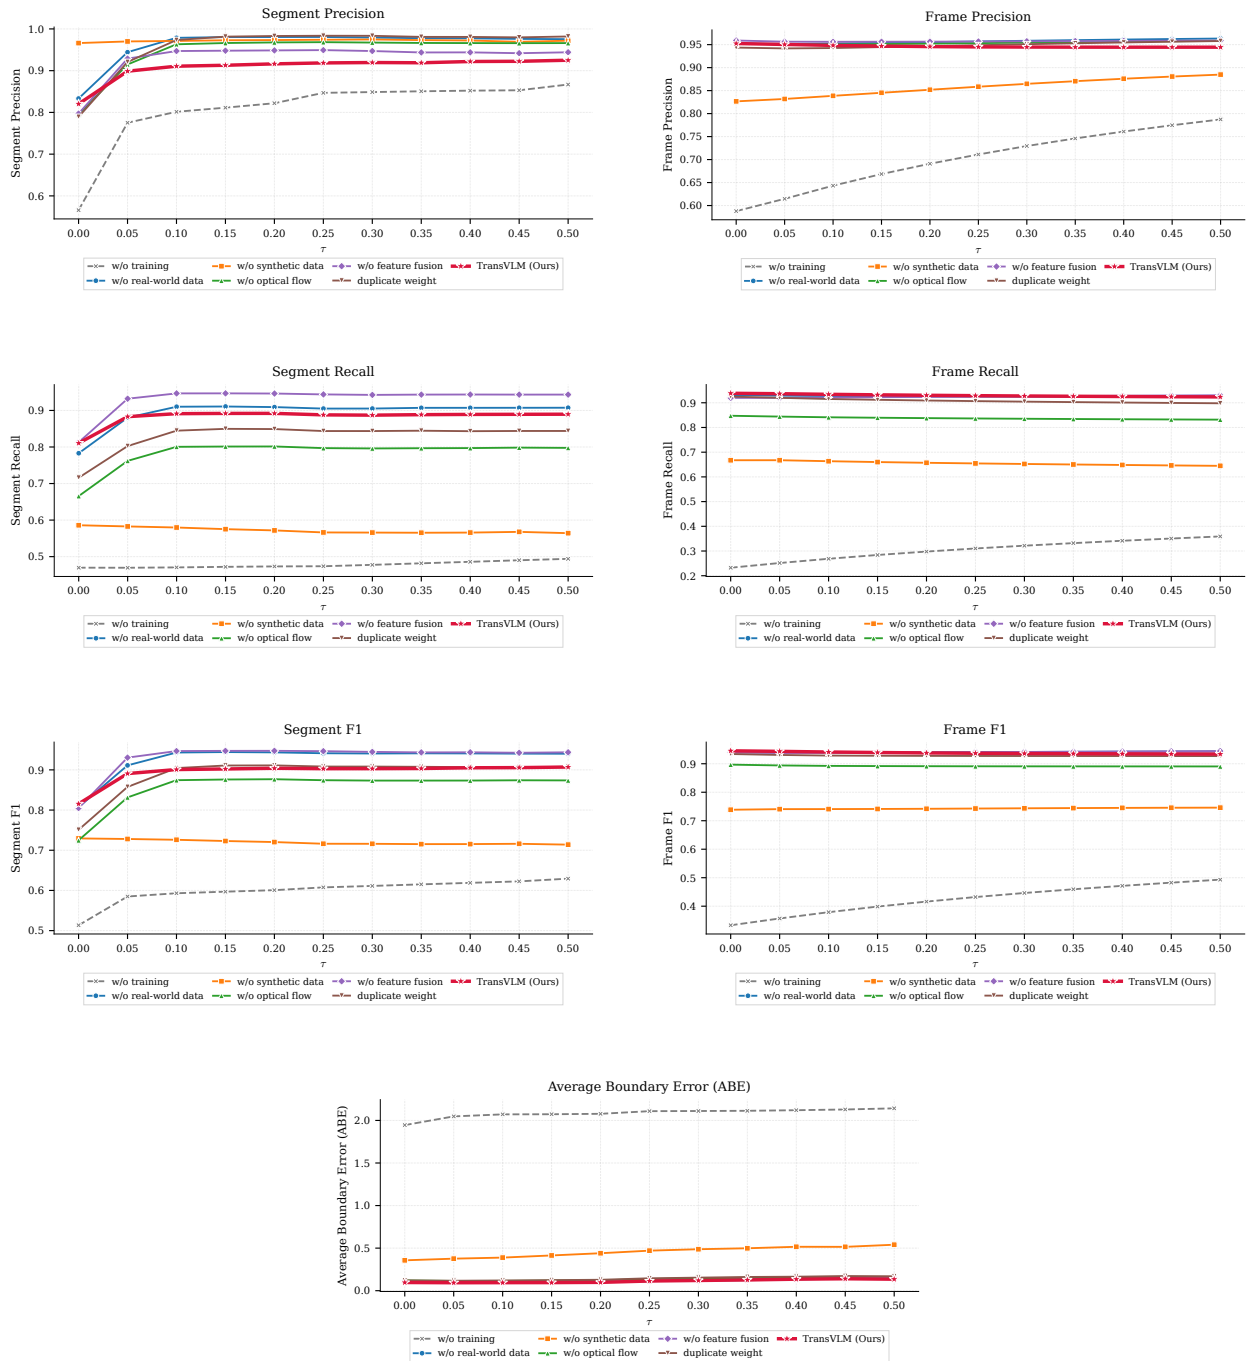 Segment Precision
Segment Precision
1.0
0.9
0.8
0.7
0.6
0.00 0.05 0.10 0.15 0.20 0.25 0.30 0.35 0.40 0.45 0.50
τ
w/o training w/o synthetic data w/o feature fusion TransVLM (Ours)
w/o real-world data w/o optical flow duplicate weight
Frame Precision
Frame Precision
0.95
0.90
0.85
0.80
0.75
0.70
0.65
0.60
0.00 0.05 0.10 0.15 0.20 0.25 0.30 0.35 0.40 0.45 0.50
τ
w/o training w/o synthetic data w/o feature fusion TransVLM (Ours)
w/o real-world data w/o optical flow duplicate weight
Segment Recall
Segment Recall
0.9
0.8
0.7
0.6
0.5
0.00 0.05 0.10 0.15 0.20 0.25 0.30 0.35 0.40 0.45 0.50
τ
w/o training w/o synthetic data w/o feature fusion TransVLM (Ours)
w/o real-world data w/o optical flow duplicate weight
Frame Recall
Frame Recall
0.9
0.8
0.7
0.6
0.5
0.4
0.3
0.2
0.00 0.05 0.10 0.15 0.20 0.25 0.30 0.35 0.40 0.45 0.50
τ
w/o training w/o synthetic data w/o feature fusion TransVLM (Ours)
w/o real-world data w/o optical flow duplicate weight
Segment F1
Segment F1
0.9
0.8
0.7
0.6
0.5
0.00 0.05 0.10 0.15 0.20 0.25 0.30 0.35 0.40 0.45 0.50
τ
w/o training w/o synthetic data w/o feature fusion TransVLM (Ours)
w/o real-world data w/o optical flow duplicate weight
Frame F1
Frame F1
0.9
0.8
0.7
0.6
0.5
0.4
0.00 0.05 0.10 0.15 0.20 0.25 0.30 0.35 0.40 0.45 0.50
τ
w/o training w/o synthetic data w/o feature fusion TransVLM (Ours)
w/o real-world data w/o optical flow duplicate weight
Average Boundary Error (ABE)
Average Boundary Error (ABE)
2.0
1.5
1.0
0.5
0.0
0.00 0.05 0.10 0.15 0.20 0.25 0.30 0.35 0.40 0.45 0.50
τ
w/o training w/o synthetic data w/o feature fusion TransVLM (Ours)
w/o real-world data w/o optical flow duplicate weight